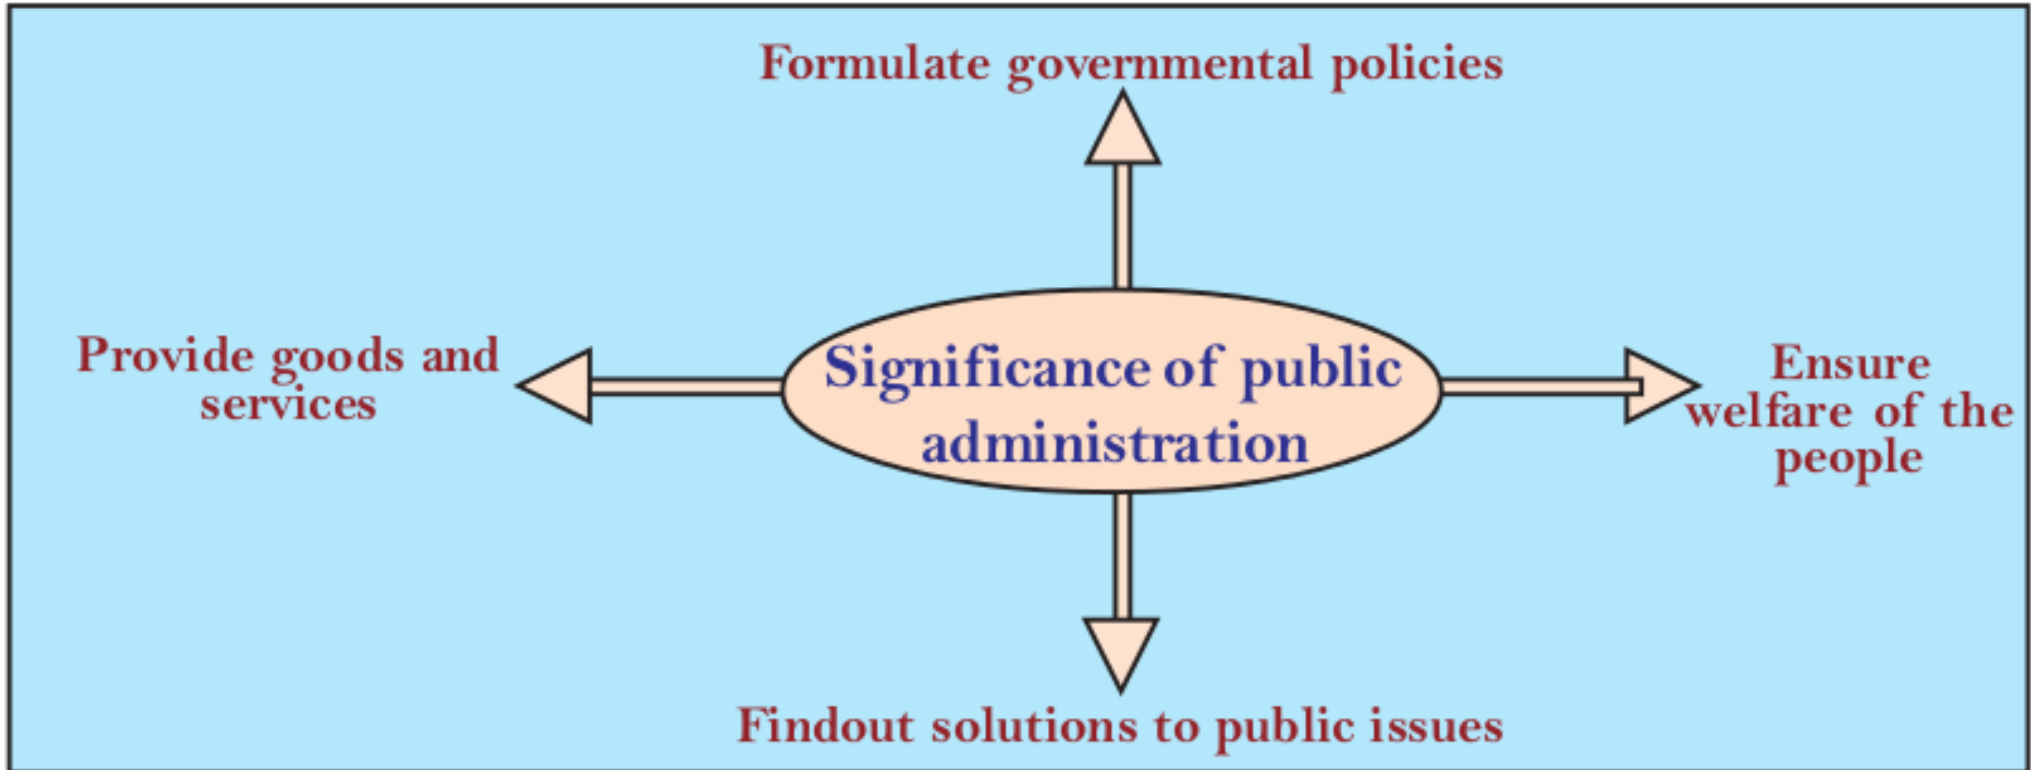 Formulate governmental policies
Provide goods and
services
Significance of public
administration
Ensure
welfare of the
people
Findout solutions to public issues